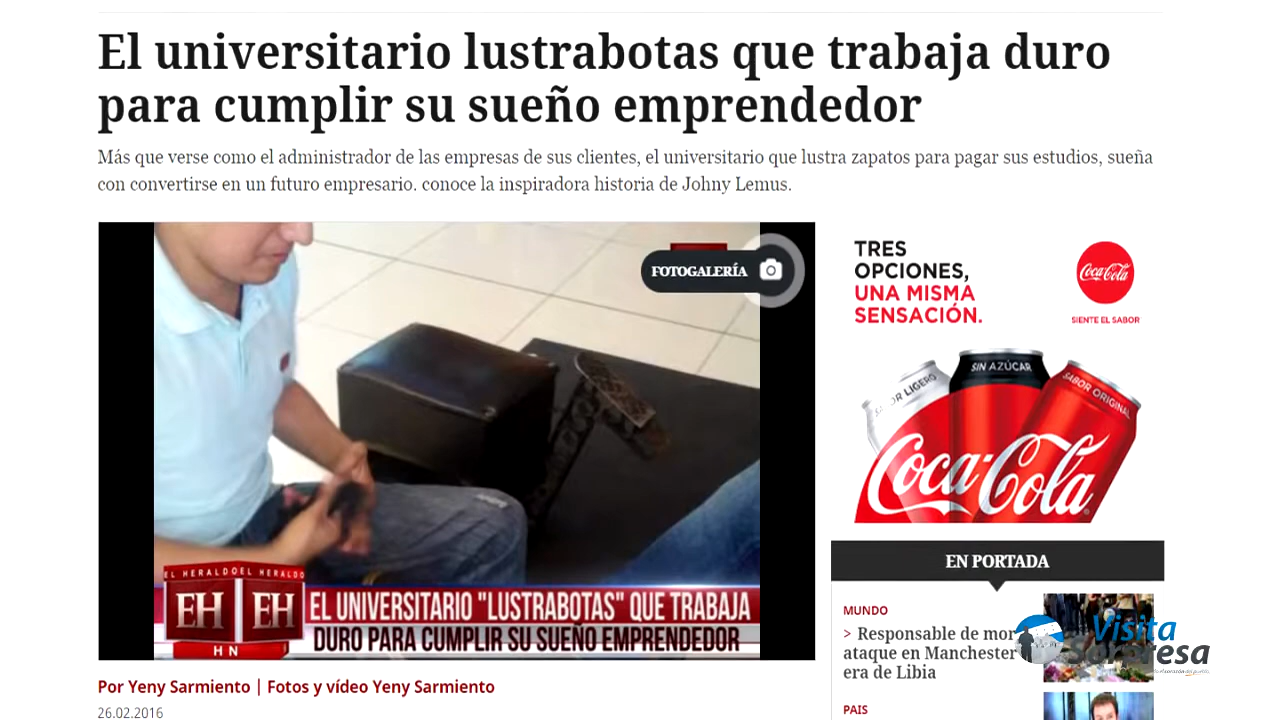 El universitario lustrabotas que trabaja duro
para cumplir su sueño emprendedor
Más que verse como el administrador de las empresas de sus clientes, el universitario que lustra zapatos para pagar sus estudios, sueña
con convertirse en un futuro empresario. conoce la inspiradora historia de Johny Lemus.
FOTOGALERÍA
EL HERALDO EL HERALDO
EH EH
HN
EL UNIVERSITARIO "LUSTRABOTAS" QUE TRABAJA
DURO PARA CUMPLIR SU SUEÑO EMPRENDEDOR
Por Yeny Sarmiento | Fotos y vídeo Yeny Sarmiento
26.02.2016
TRES
OPCIONES,
UNA MISMA
SENSACIÓN.
Coca-Cola
SIENTE EL SABOR
SABOR LIGERO
SIN AZÚCAR
SABOR ORIGINAL
Coca-Cola
EN PORTADA
MUNDO
> Responsable de mor
ataque en Manchester
era de Libia
Visita
Sorpresa
PAIS